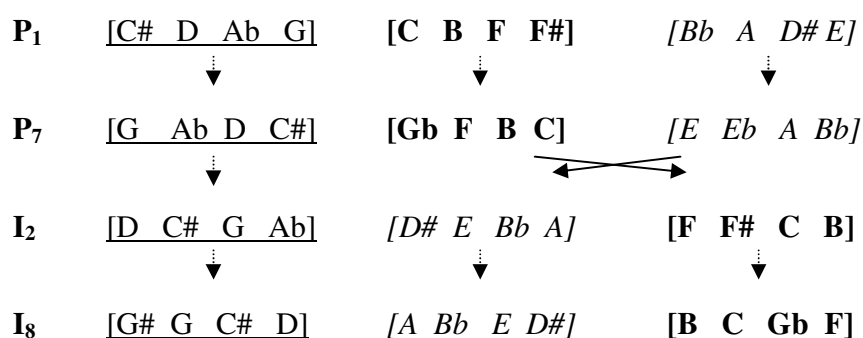 P₁ [C# D Ab G] [C B F F#] [Bb A D# E]
P₇ [G Ab D C#] [Gb F B C] [E Eb A Bb]
I₂ [D C# G Ab] [D# E Bb A] [F F# C B]
I₈ [G# G C# D] [A Bb E D#] [B C Gb F]